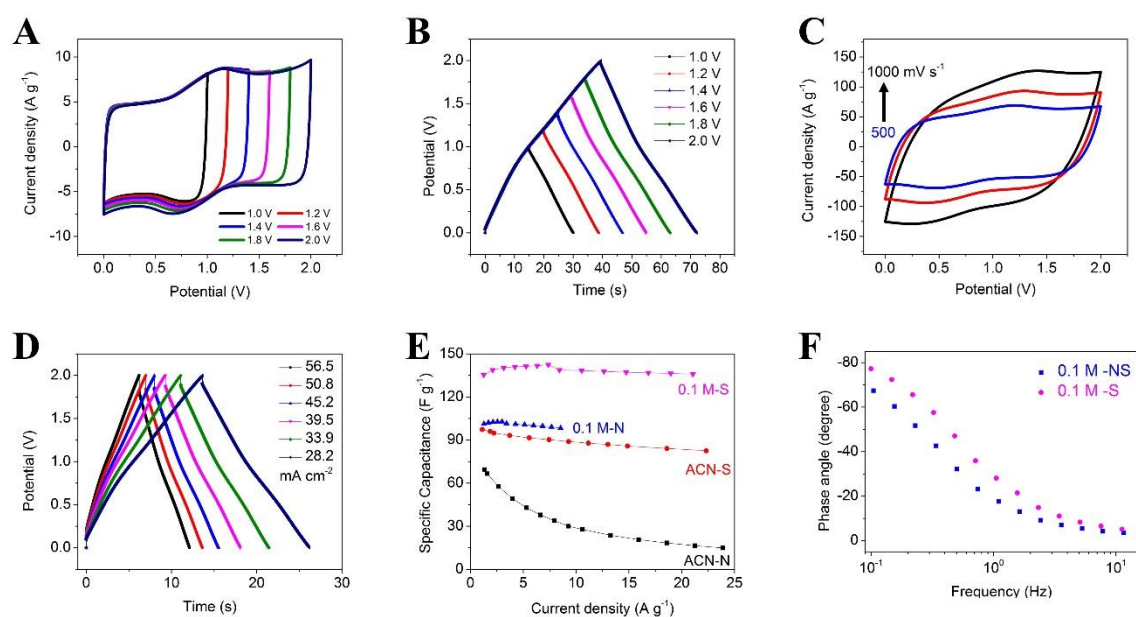 A
Current density (A g⁻¹)
10
5
0
-5
-10
1.0 V
1.2 V
1.4 V
1.6 V
1.8 V
2.0 V
0.0
0.5
1.0
1.5
2.0
Potential (V)
B
Potential (V)
2.0
1.5
1.0
0.5
0.0
1.0 V
1.2 V
1.4 V
1.6 V
1.8 V
2.0 V
0 10 20 30 40 50 60 70 80
Time (s)
C
Current density (A g⁻¹)
150
125
100
75
50
25
0
-25
-50
-75
-100
-125
-150
1000 mV s⁻¹
500
0.0
0.5
1.0
1.5
2.0
Potential (V)
D
Potential (V)
2.0
1.5
1.0
0.5
0.0
56.5
50.8
45.2
39.5
33.9
28.2
mA cm⁻²
0
10
20
30
Time (s)
E
Specific Capacitance (F g⁻¹)
150
120
90
60
30
0
0.1 M-S
0.1 M-N
ACN-S
ACN-N
0 5 10 15 20 25
Current density (A g⁻¹)
F
Phase angle (degree)
-80
-60
-40
-20
0
0.1 M -NS
0.1 M -S
10⁻¹
10⁰
10¹
Frequency (Hz)